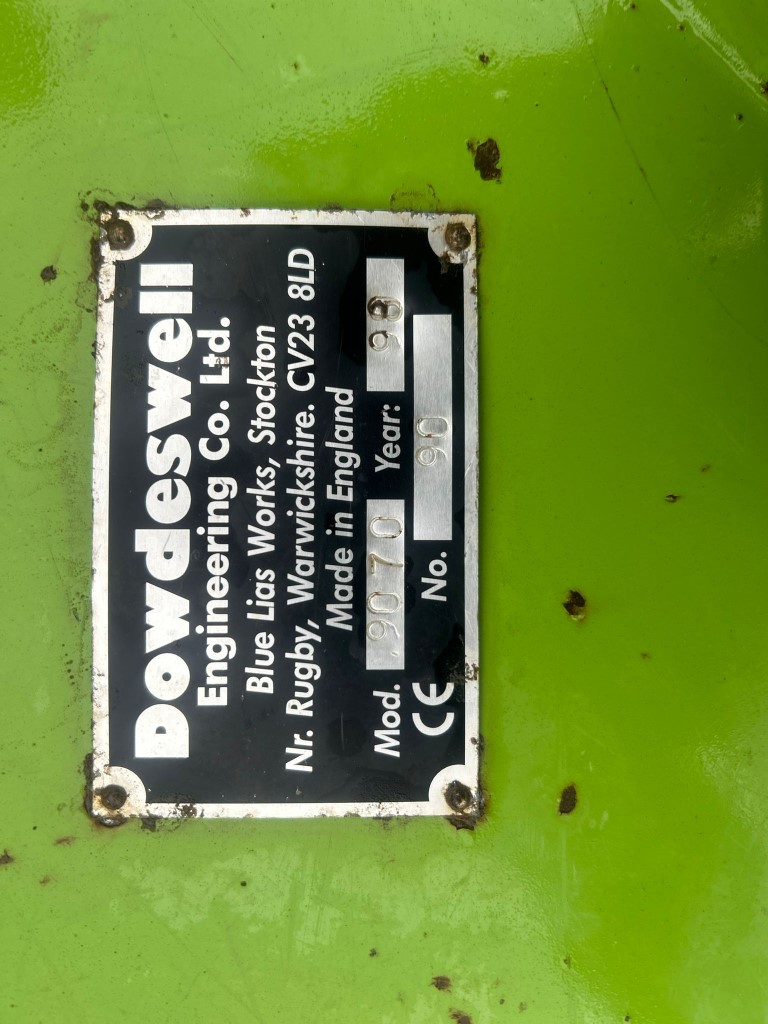 Dowdeswell
Engineering Co. Ltd.
Blue Lias Works, Stockton
Nr. Rugby, Warwickshire. CV23 8LD
Made in England
Mod. 9070 Year: 98
CE No. 90